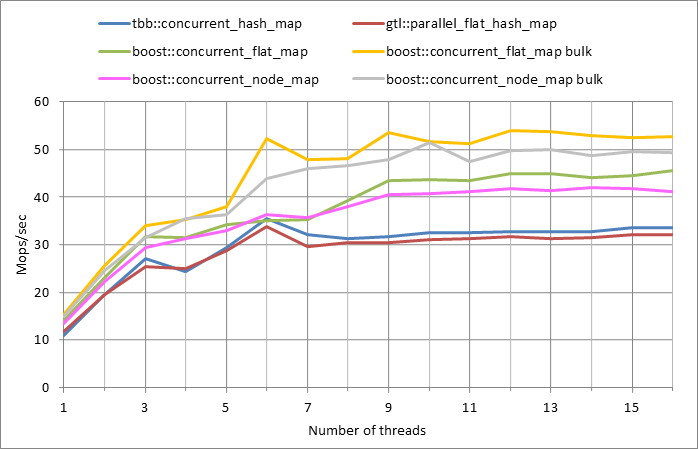 tbb::concurrent_hash_map gtl::parallel_flat_hash_map
boost::concurrent_flat_map boost::concurrent_flat_map bulk
boost::concurrent_node_map boost::concurrent_node_map bulk
60
50
40
30
20
10
0
Mops/sec
1 3 5 7 9 11 13 15
Number of threads